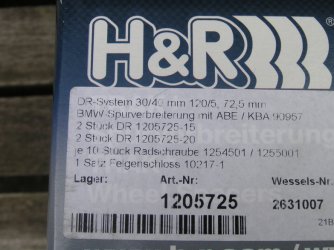 H&R
DR-System 30/40 mm 120/5, 72,5 mm
BMW-Spurverbreiterung mit ABE / KBA 90957
2 Stück DR 1205725-15
2 Stück DR 1205725-20
je 10 Stück Radschraube 1254501 / 1255001
1 Satz Felgenschloss 10217-1
Lager: Art.-Nr: Wessels-Nr.
1205725 2631007